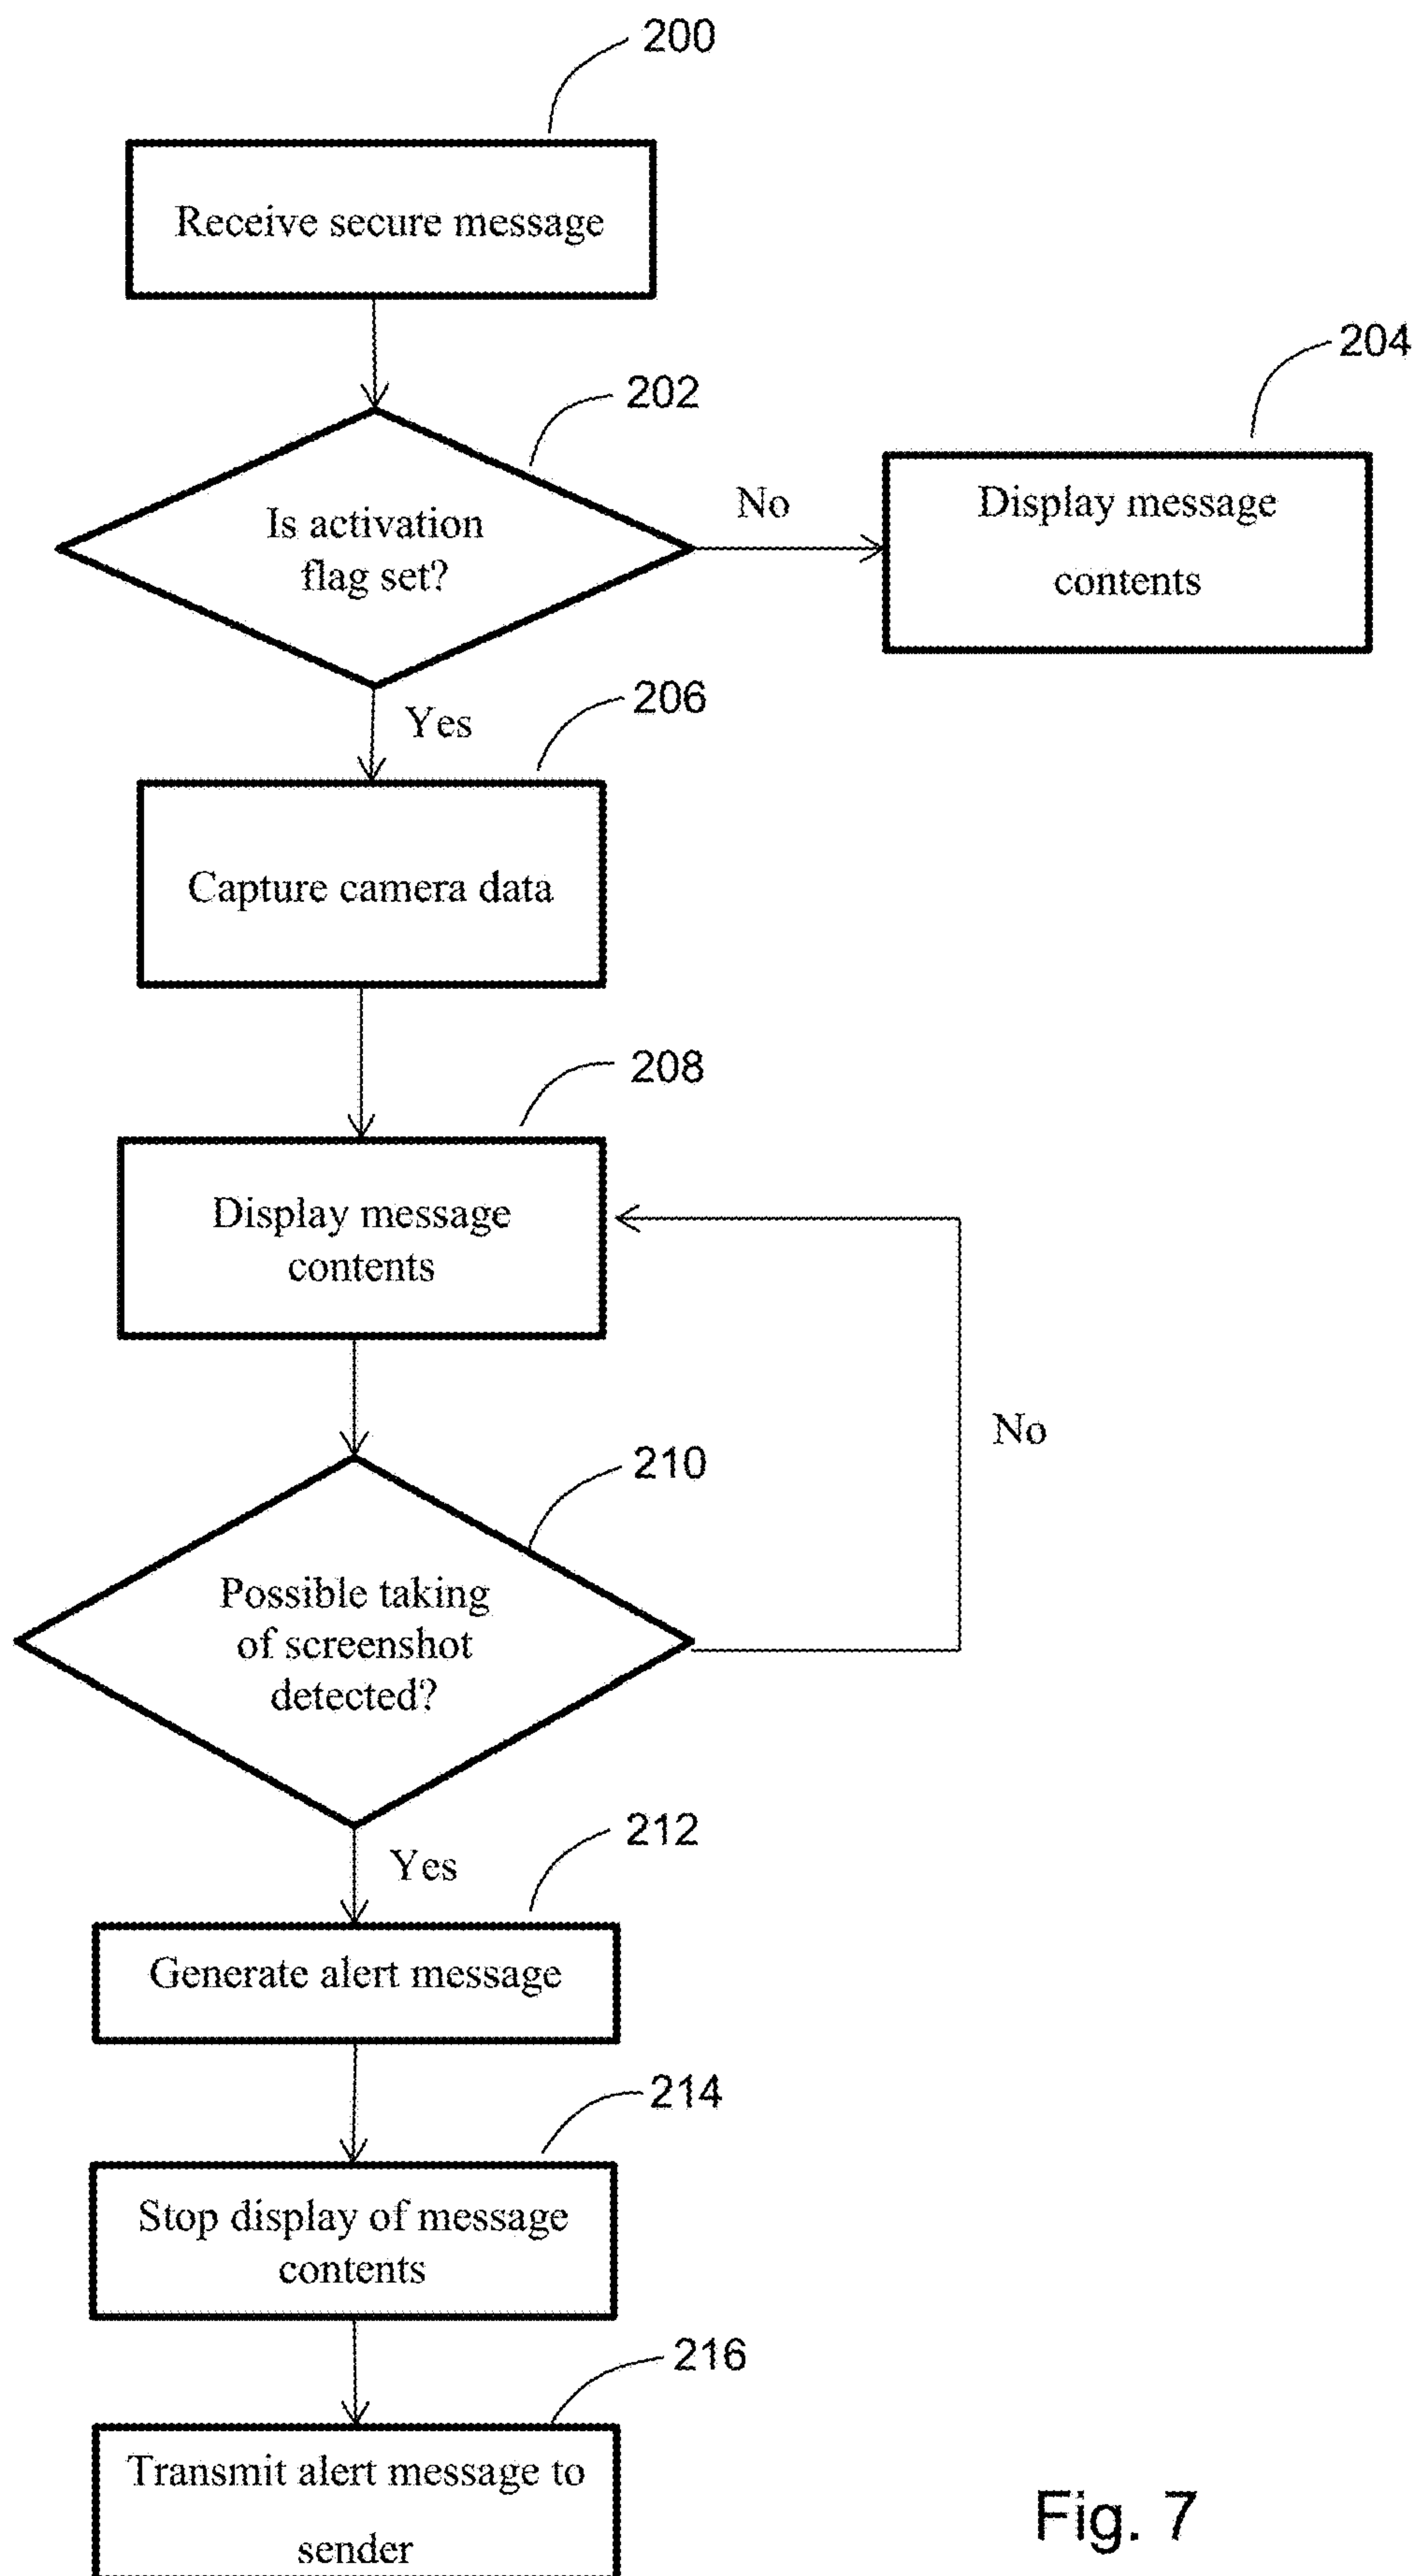 200
Receive secure message
204
202
Is activation
flag set?
No
Display message
contents
Yes
206
Capture camera data
208
Display message
contents
No
210
Possible taking
of screenshot
detected?
Yes
212
Generate alert message
214
Stop display of message
contents
216
Transmit alert message to
sender
Fig. 7